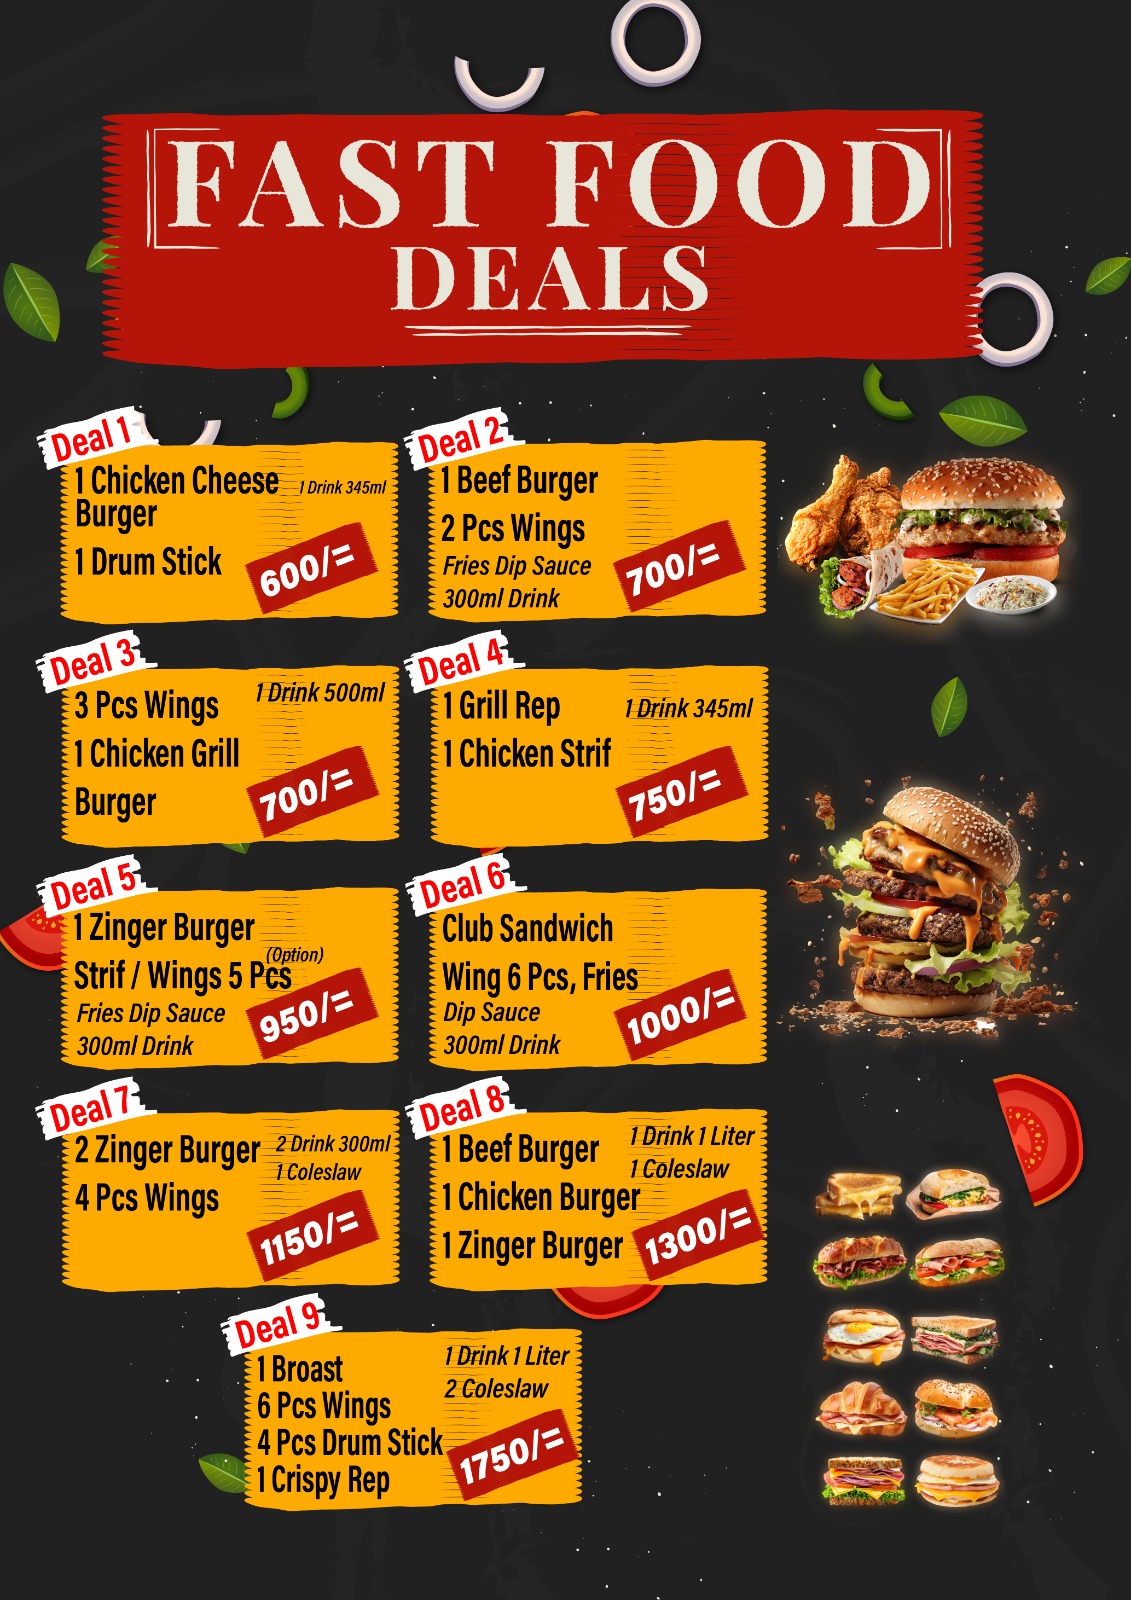 FAST FOOD
DEALS
Deal 1
1 Chicken Cheese
Burger
1 Drink 345ml
1 Drum Stick
600/=
Deal 2
1 Beef Burger
2 Pcs Wings
Fries Dip Sauce
300ml Drink
700/=
Deal 3
3 Pcs Wings
1 Drink 500ml
1 Chicken Grill
Burger
700/=
Deal 4
1 Grill Rep
1 Drink 345ml
1 Chicken Strif
750/=
Deal 5
1 Zinger Burger
(Option)
Strif / Wings 5 Pcs
Fries Dip Sauce
300ml Drink
950/=
Deal 6
Club Sandwich
Wing 6 Pcs, Fries
Dip Sauce
300ml Drink
1000/=
Deal 7
2 Zinger Burger
2 Drink 300ml
1 Coleslaw
4 Pcs Wings
1150/=
Deal 8
1 Beef Burger
1 Drink 1 Liter
1 Coleslaw
1 Chicken Burger
1 Zinger Burger
1300/=
Deal 9
1 Broast
1 Drink 1 Liter
2 Coleslaw
6 Pcs Wings
4 Pcs Drum Stick
1 Crispy Rep
1750/=